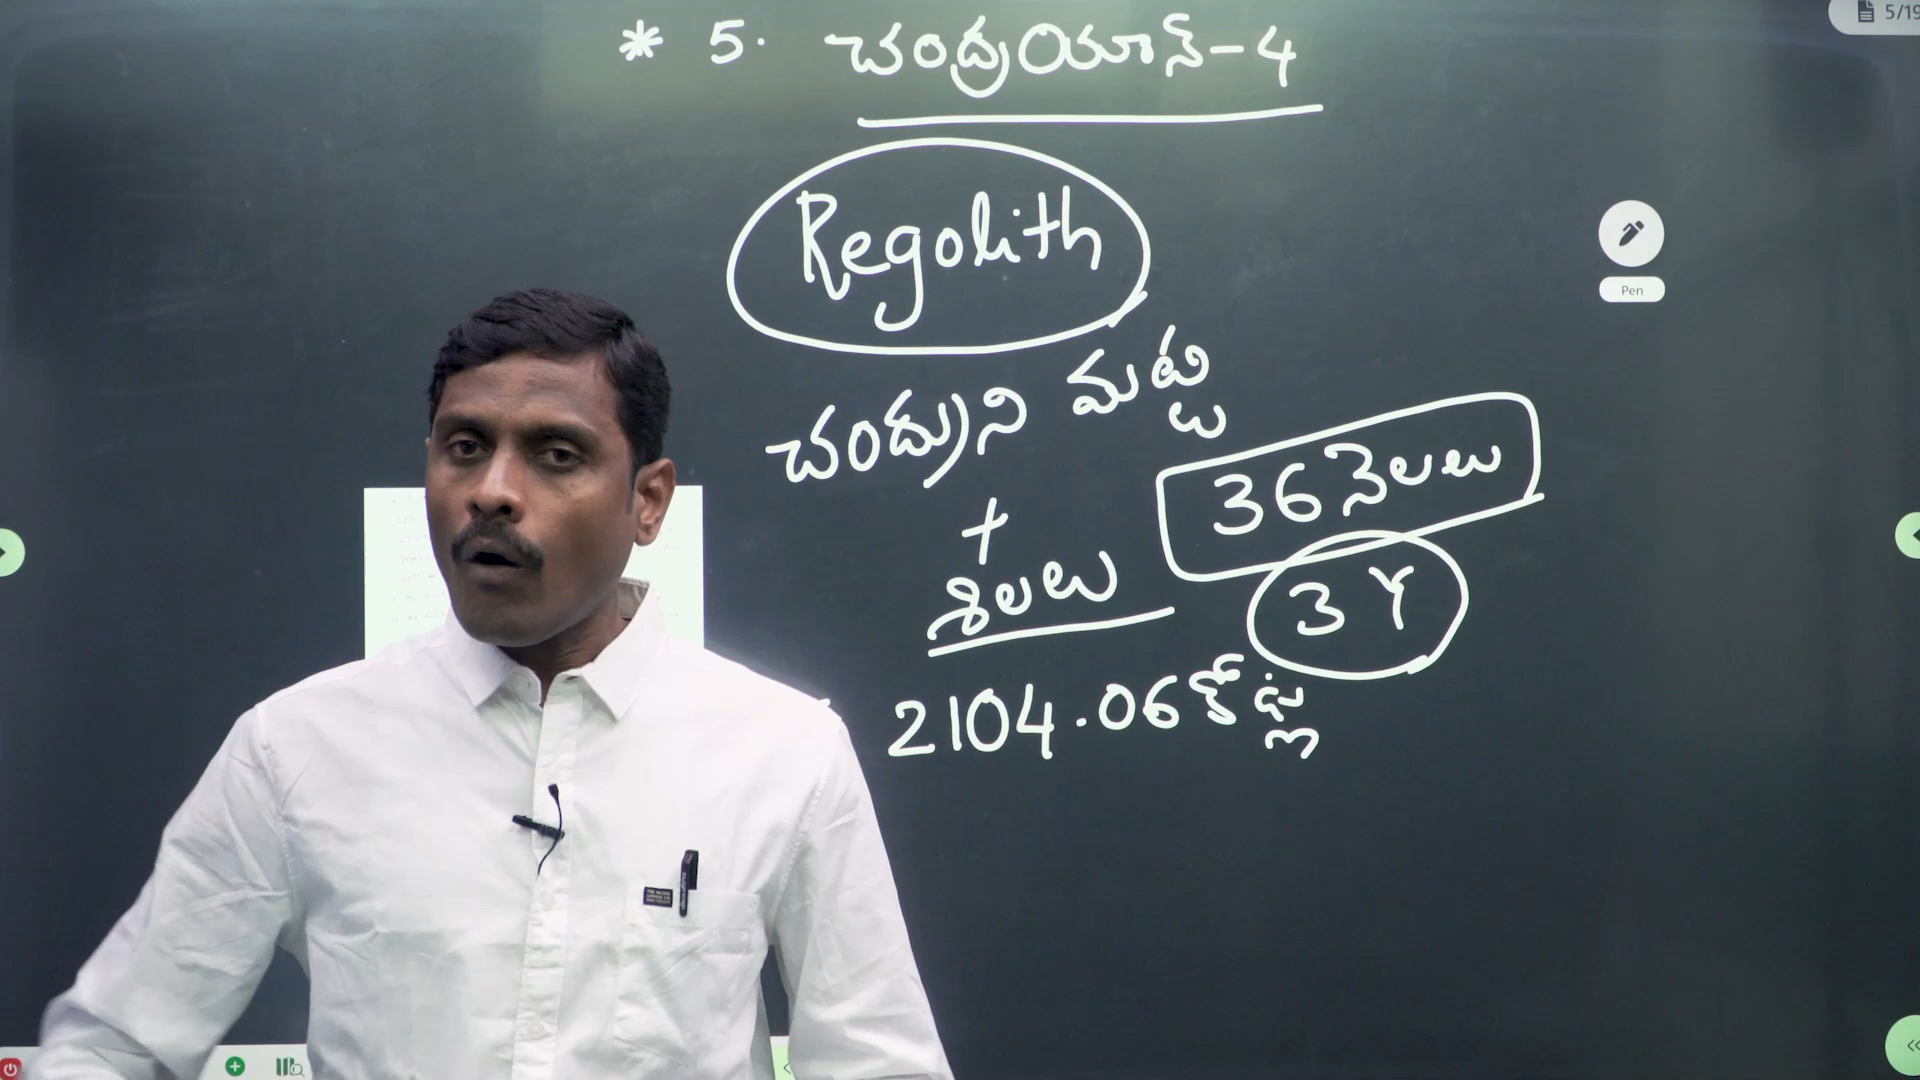 * 5. చంద్రయాన్-4
5/19
Regolith
Pen
చంద్రుని మట్టి
+
శిలలు
36 నెలలు
3 Y
2104.06 కోట్ల